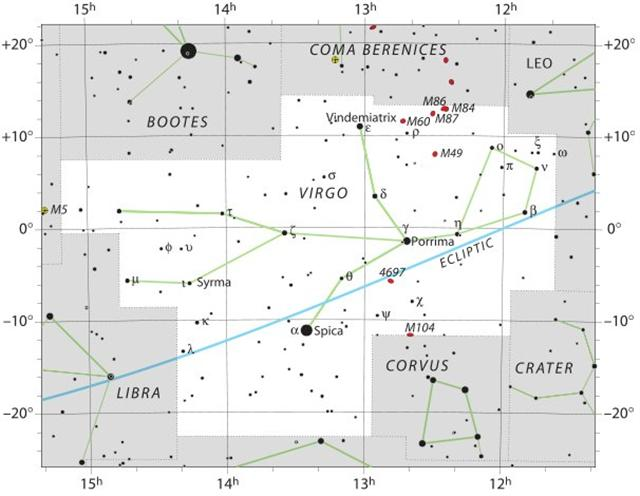 15h 14h 13h 12h
+20° COMA BERENICES +20°
LEO
M86 M84
Vindemiatrix M60 M87
BOOTES ε ρ
+10° +10°
M49 ο ξ
π ν ω
σ
VIRGO δ
M5 τ γ β
0° ζ η 0°
Porrima
φ υ ECLIPTIC
μ ι Syrma θ 4697
χ
κ ψ
-10° α Spica M104 -10°
λ
CORVUS CRATER
LIBRA
-20° -20°
15h 14h 13h 12h